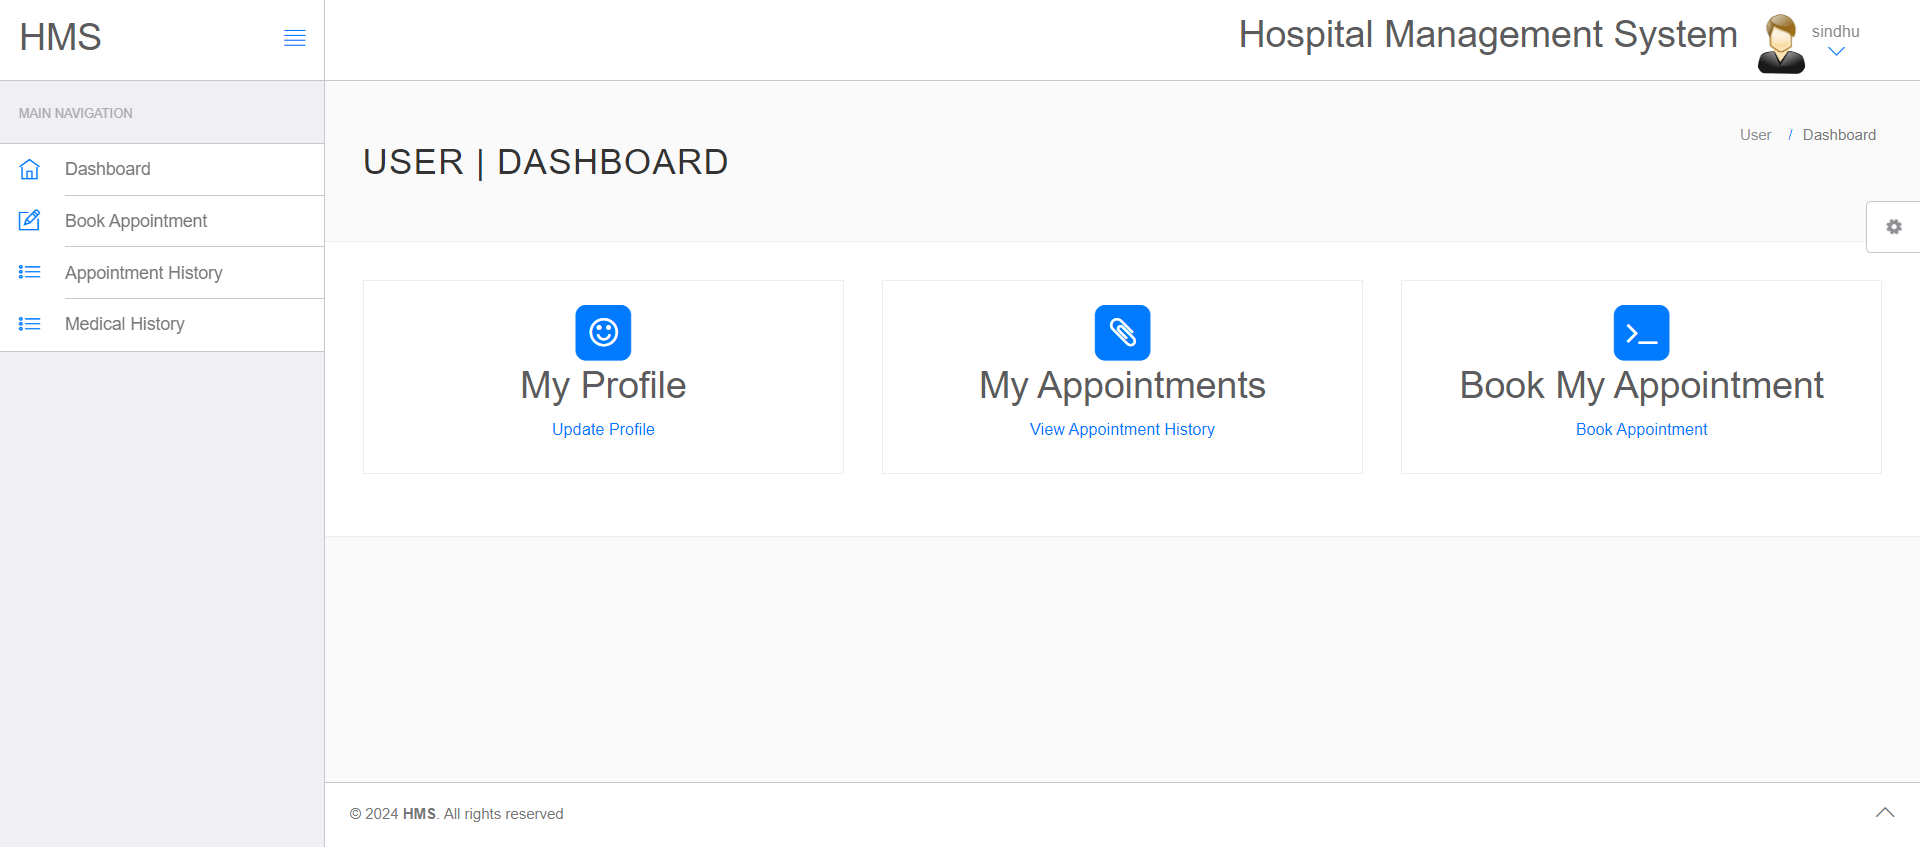 HMS
Hospital Management System
sindhu
MAIN NAVIGATION
Dashboard
Book Appointment
Appointment History
Medical History
USER | DASHBOARD
User / Dashboard
My Profile
Update Profile
My Appointments
View Appointment History
Book My Appointment
Book Appointment
© 2024 HMS. All rights reserved